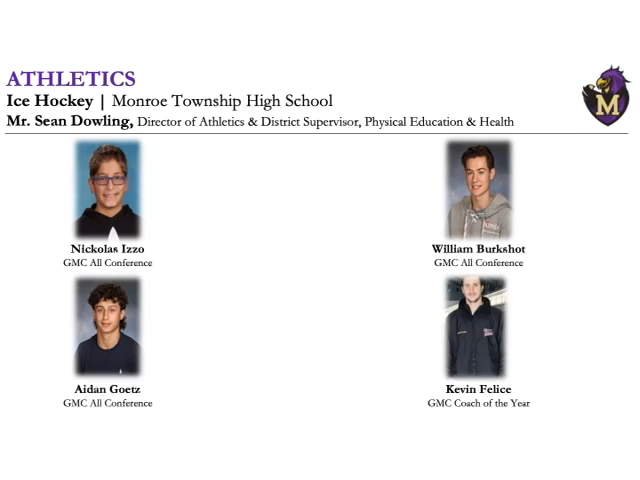 ATHLETICS
Ice Hockey | Monroe Township High School
Mr. Sean Dowling, Director of Athletics & District Supervisor, Physical Education & Health
M
Nickolas Izzo
GMC All Conference
William Burkshot
GMC All Conference
Aidan Goetz
GMC All Conference
Kevin Felice
GMC Coach of the Year